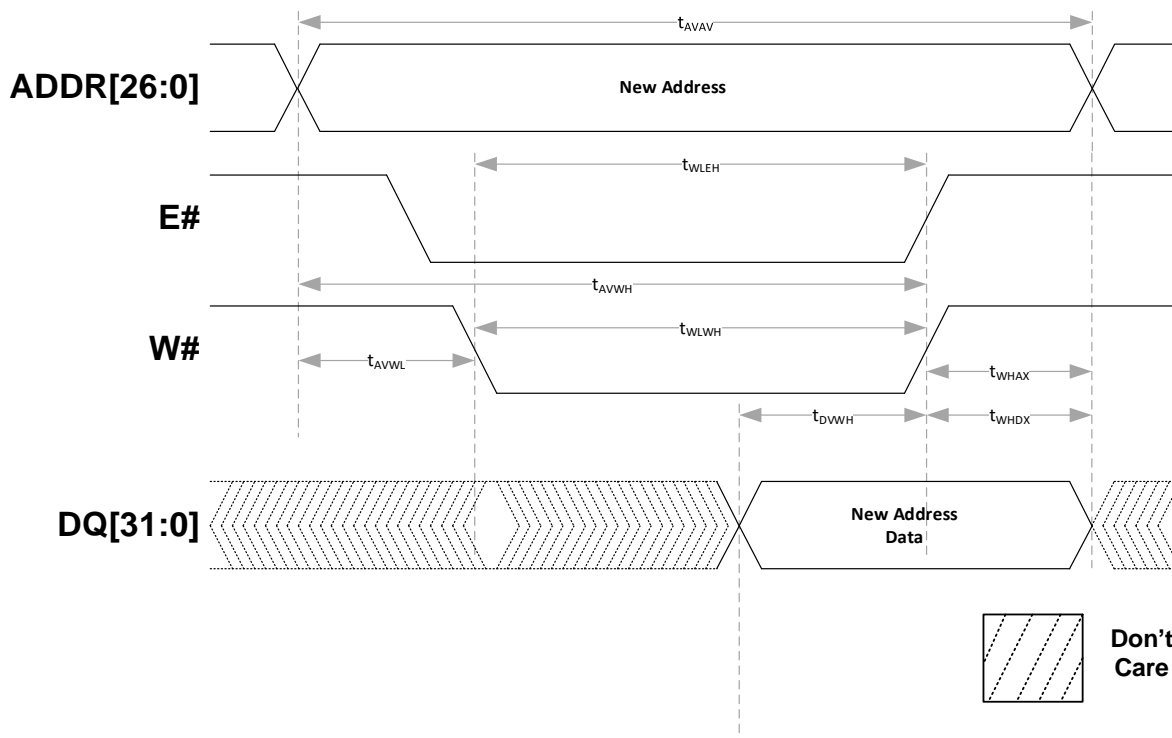 tAVAV
ADDR[26:0]
New Address
tWLEH
E#
tAVWH
W#
tWLWH
tAVWL
tWHAX
tDVWH
tWHDX
DQ[31:0]
New Address
Data
Don't
Care